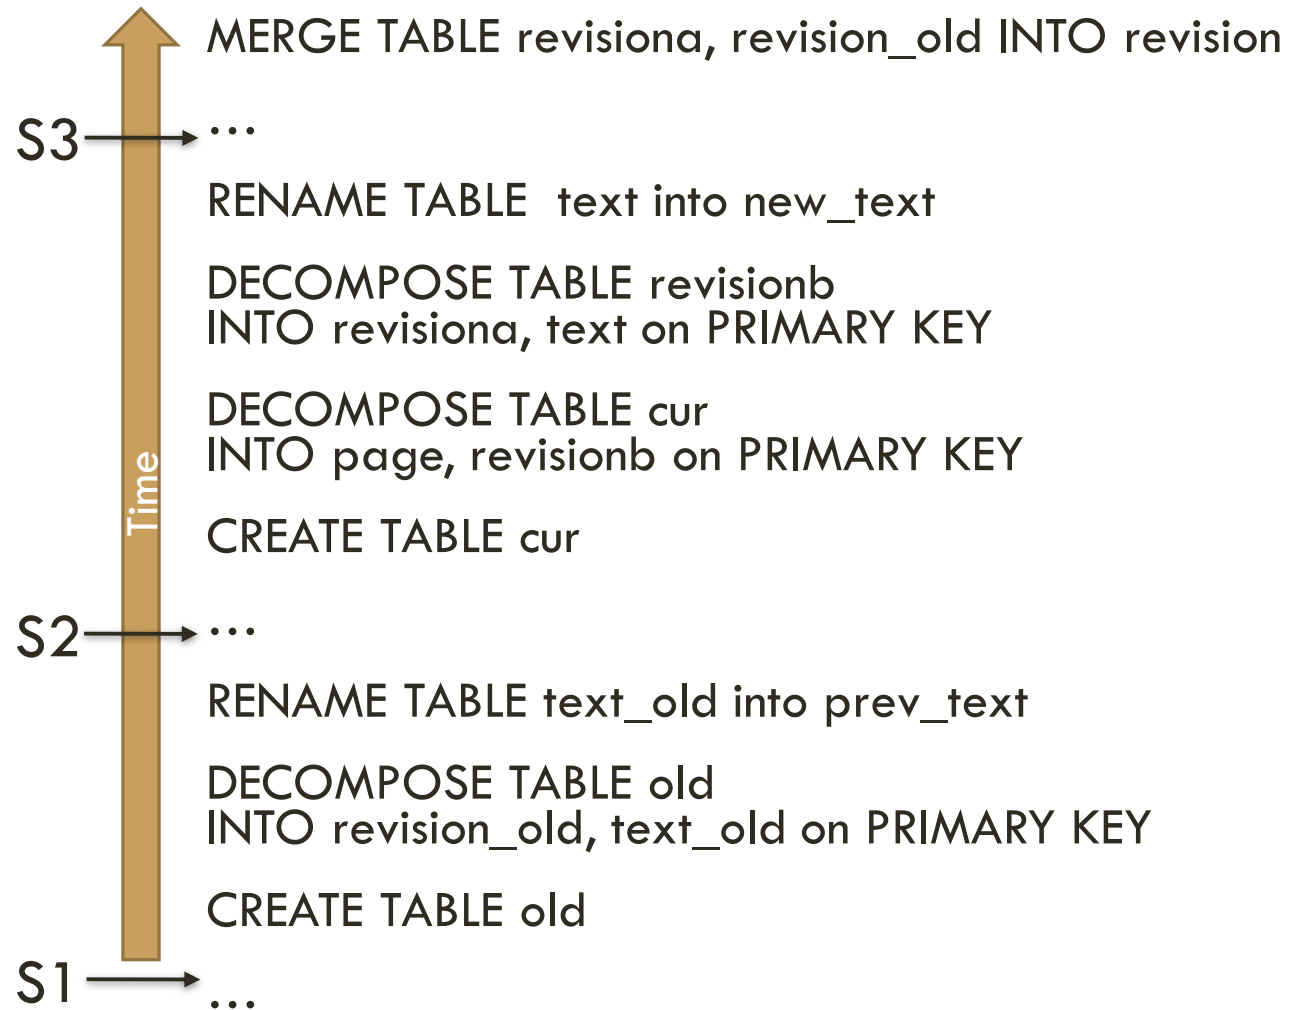 MERGE TABLE revisiona, revision_old INTO revision
S3
...
RENAME TABLE text into new_text
DECOMPOSE TABLE revisionb
INTO revisiona, text on PRIMARY KEY
DECOMPOSE TABLE cur
INTO page, revisionb on PRIMARY KEY
Time
CREATE TABLE cur
S2
...
RENAME TABLE text_old into prev_text
DECOMPOSE TABLE old
INTO revision_old, text_old on PRIMARY KEY
CREATE TABLE old
S1
...